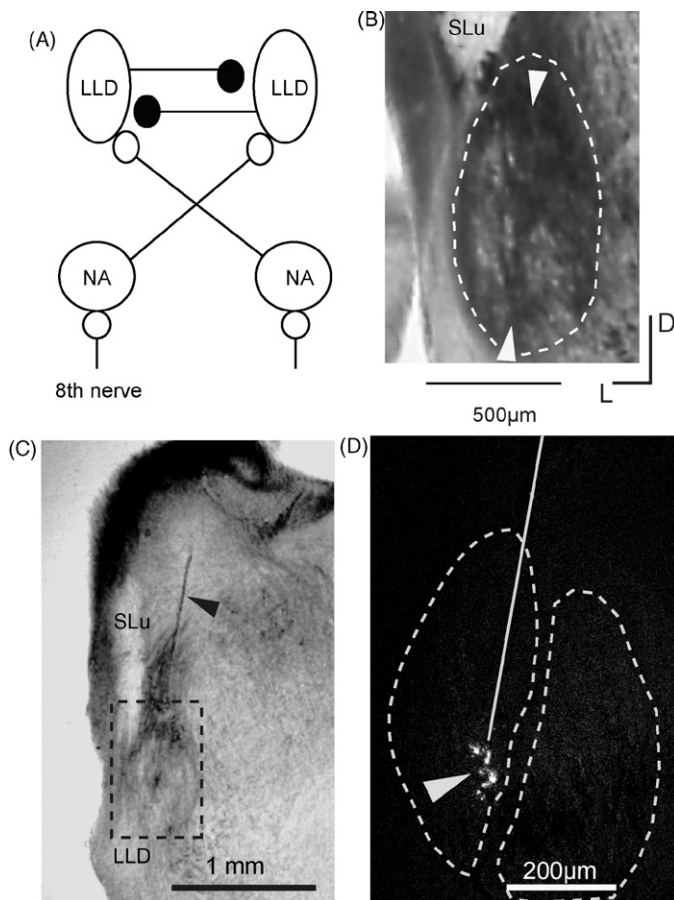 (A)
LLD LLD
NA NA
8th nerve
(B)
SLu
D
L
500μm
(C)
SLu
LLD
1 mm
(D)
200μm